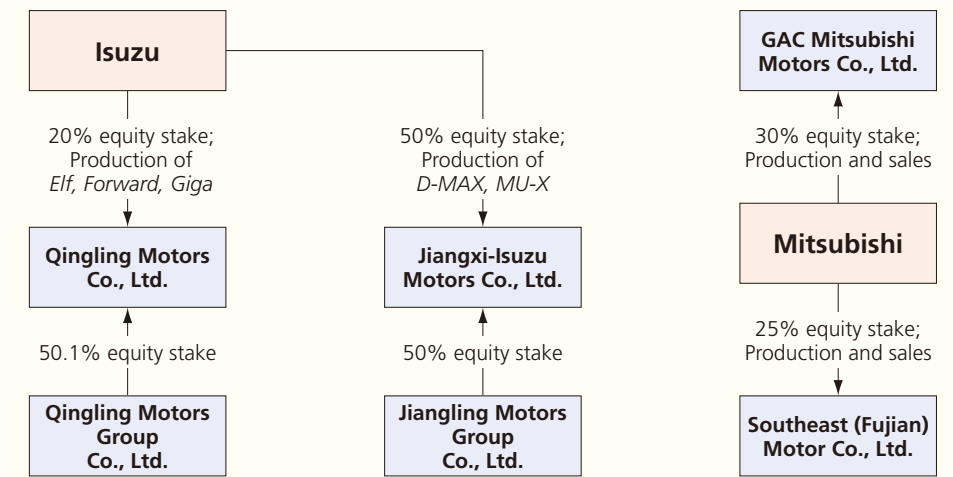 Isuzu
20% equity stake;
Production of
Elf, Forward, Giga
Qingling Motors
Co., Ltd.
50.1% equity stake
Qingling Motors
Group
Co., Ltd.
50% equity stake;
Production of
D-MAX, MU-X
Jiangxi-Isuzu
Motors Co., Ltd.
50% equity stake
Jiangling Motors
Group
Co., Ltd.
GAC Mitsubishi
Motors Co., Ltd.
30% equity stake;
Production and sales
Mitsubishi
25% equity stake;
Production and sales
Southeast (Fujian)
Motor Co., Ltd.